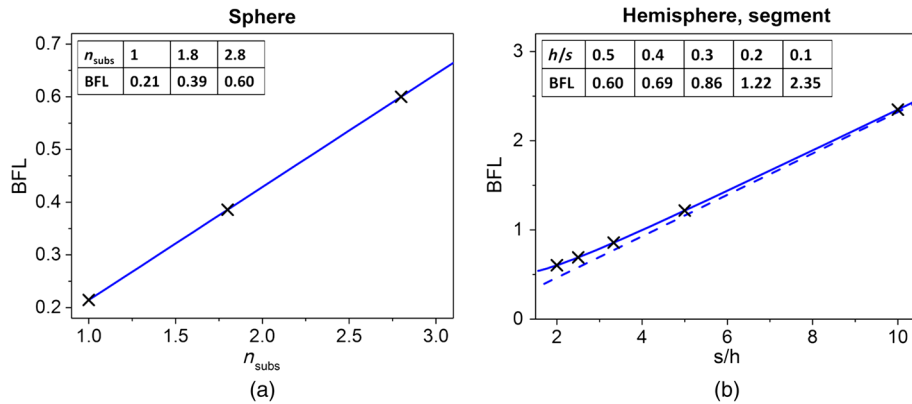 Sphere
n_subs 1 1.8 2.8
BFL 0.21 0.39 0.60
0.7
0.6
0.5
0.4
0.3
0.2
BFL
1.0 1.5 2.0 2.5 3.0
n_subs
(a)
Hemisphere, segment
h/s 0.5 0.4 0.3 0.2 0.1
BFL 0.60 0.69 0.86 1.22 2.35
3
2
1
0
BFL
2 4 6 8 10
s/h
(b)